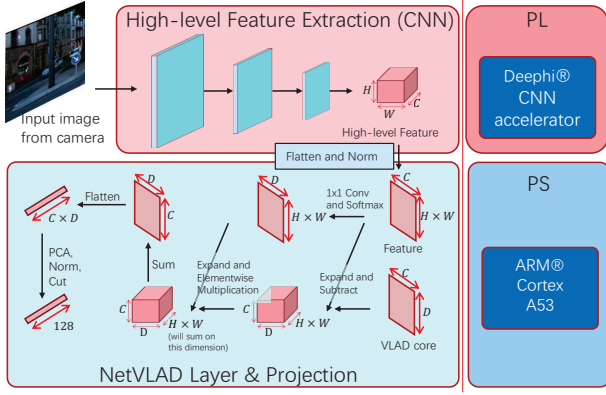 High-level Feature Extraction (CNN)
PL
Input image
from camera
H
W
C
High-level Feature
Deephi®
CNN
accelerator
Flatten and Norm
PS
C × D
Flatten
D
C
D
H × W
1x1 Conv
and Softmax
C
H × W
Feature
PCA,
Norm,
Cut
Sum
Expand and
Elementwise
Multiplication
Expand and
Subtract
ARM®
Cortex
A53
128
C
D
H × W
(will sum on
this dimension)
C
D
H × W
C
D
VLAD core
NetVLAD Layer & Projection